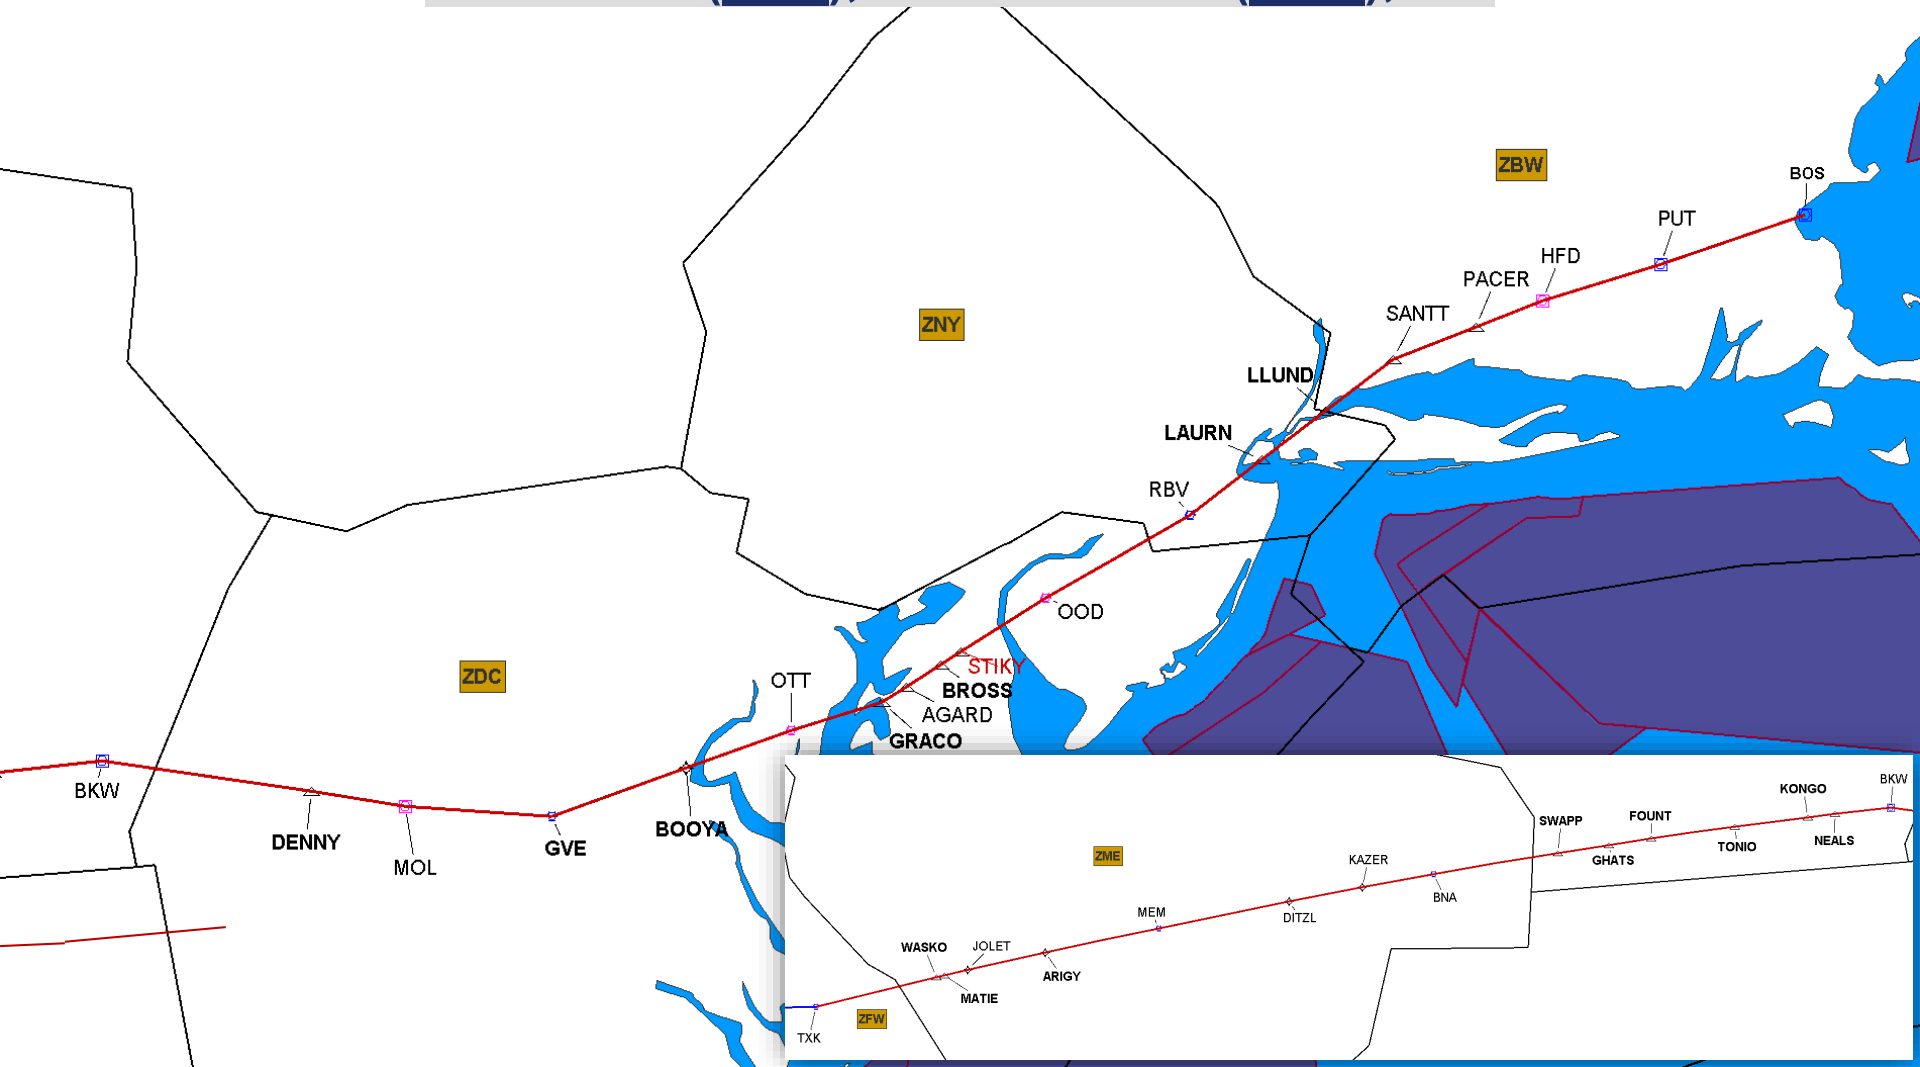 ZBW
BOS
PUT
HFD
PACER
SANTT
ZNY
LLUND
LAURN
RBV
OOD
STIKY
BROSS
AGARD
GRACO
OTT
ZDC
BKW
DENNY
MOL
GVE
BOOYA
BKW
KONGO
NEALS
FOUNT
TONIO
SWAPP
GHATS
ZME
KAZER
BNA
DITZL
MEM
WASKO
JOLET
ARIGY
MATIE
ZFW
TXK